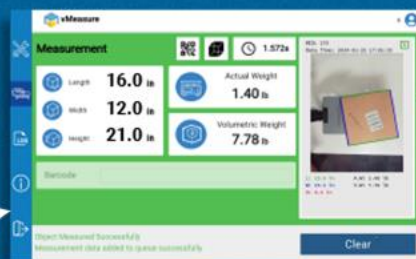 vMeasure
Measurement
1.572s
Length 16.0 in
Width 12.0 in
Height 21.0 in
Actual Weight
1.40 lb
Volumetric Weight
7.78 lb
Barcode
Object Measured Successfully
Measurement data added to queue successfully.
Clear
LOG